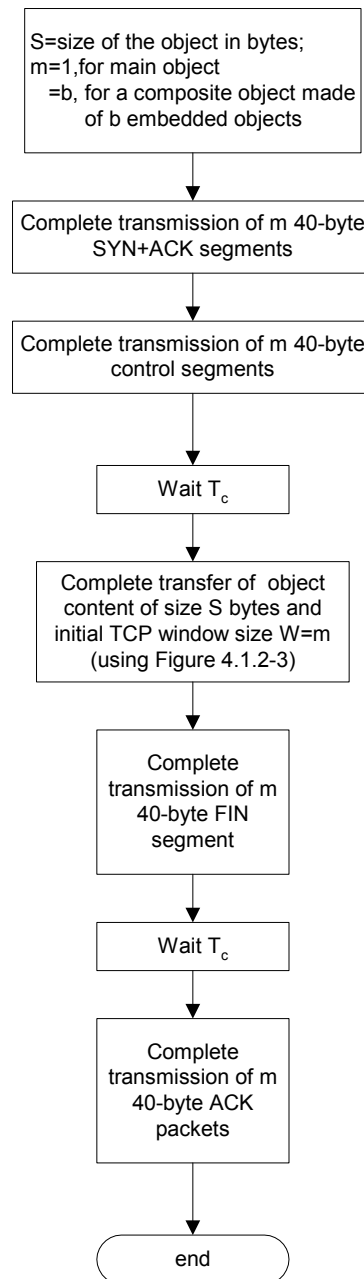 S=size of the object in bytes;
m=1,for main object
=b, for a composite object made
of b embedded objects
Complete transmission of m 40-byte
SYN+ACK segments
Complete transmission of m 40-byte
control segments
Wait Tc
Complete transfer of object
content of size S bytes and
initial TCP window size W=m
(using Figure 4.1.2-3)
Complete
transmission of m
40-byte FIN
segment
Wait Tc
Complete
transmission of m
40-byte ACK
packets
end